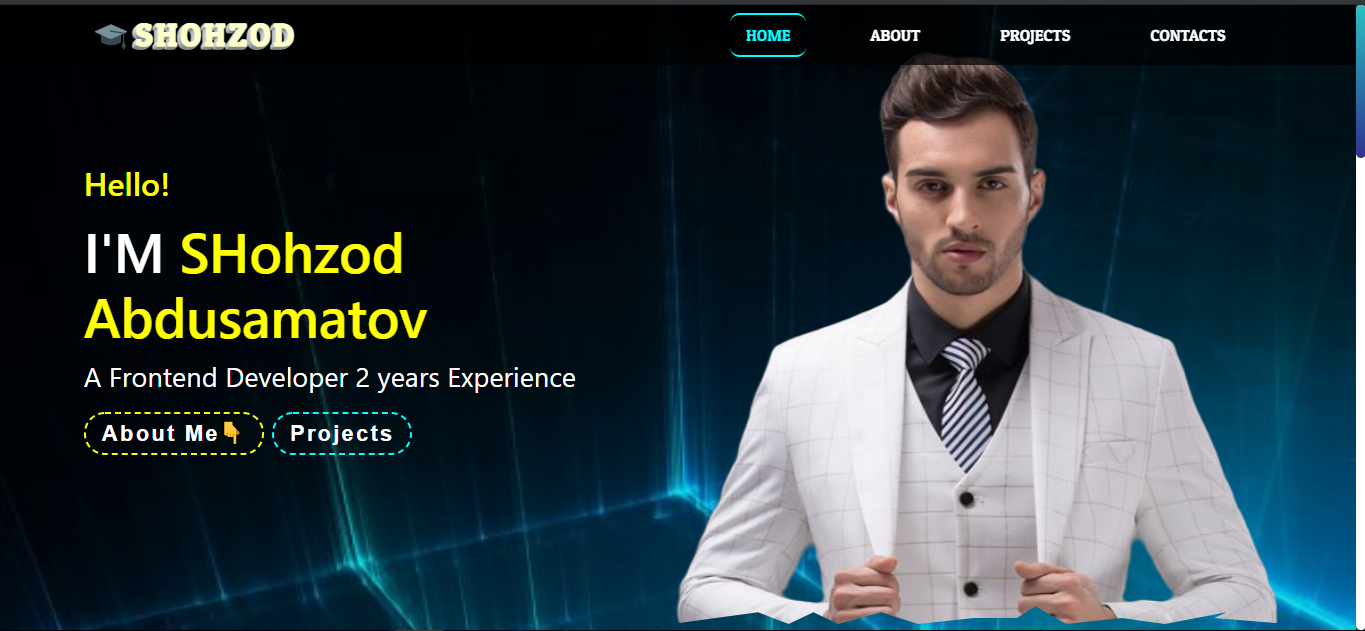 SHOHZOD
HOME ABOUT PROJECTS CONTACTS
Hello!
I'M SHohzod
Abdusamatov
A Frontend Developer 2 years Experience
About Me👇 Projects